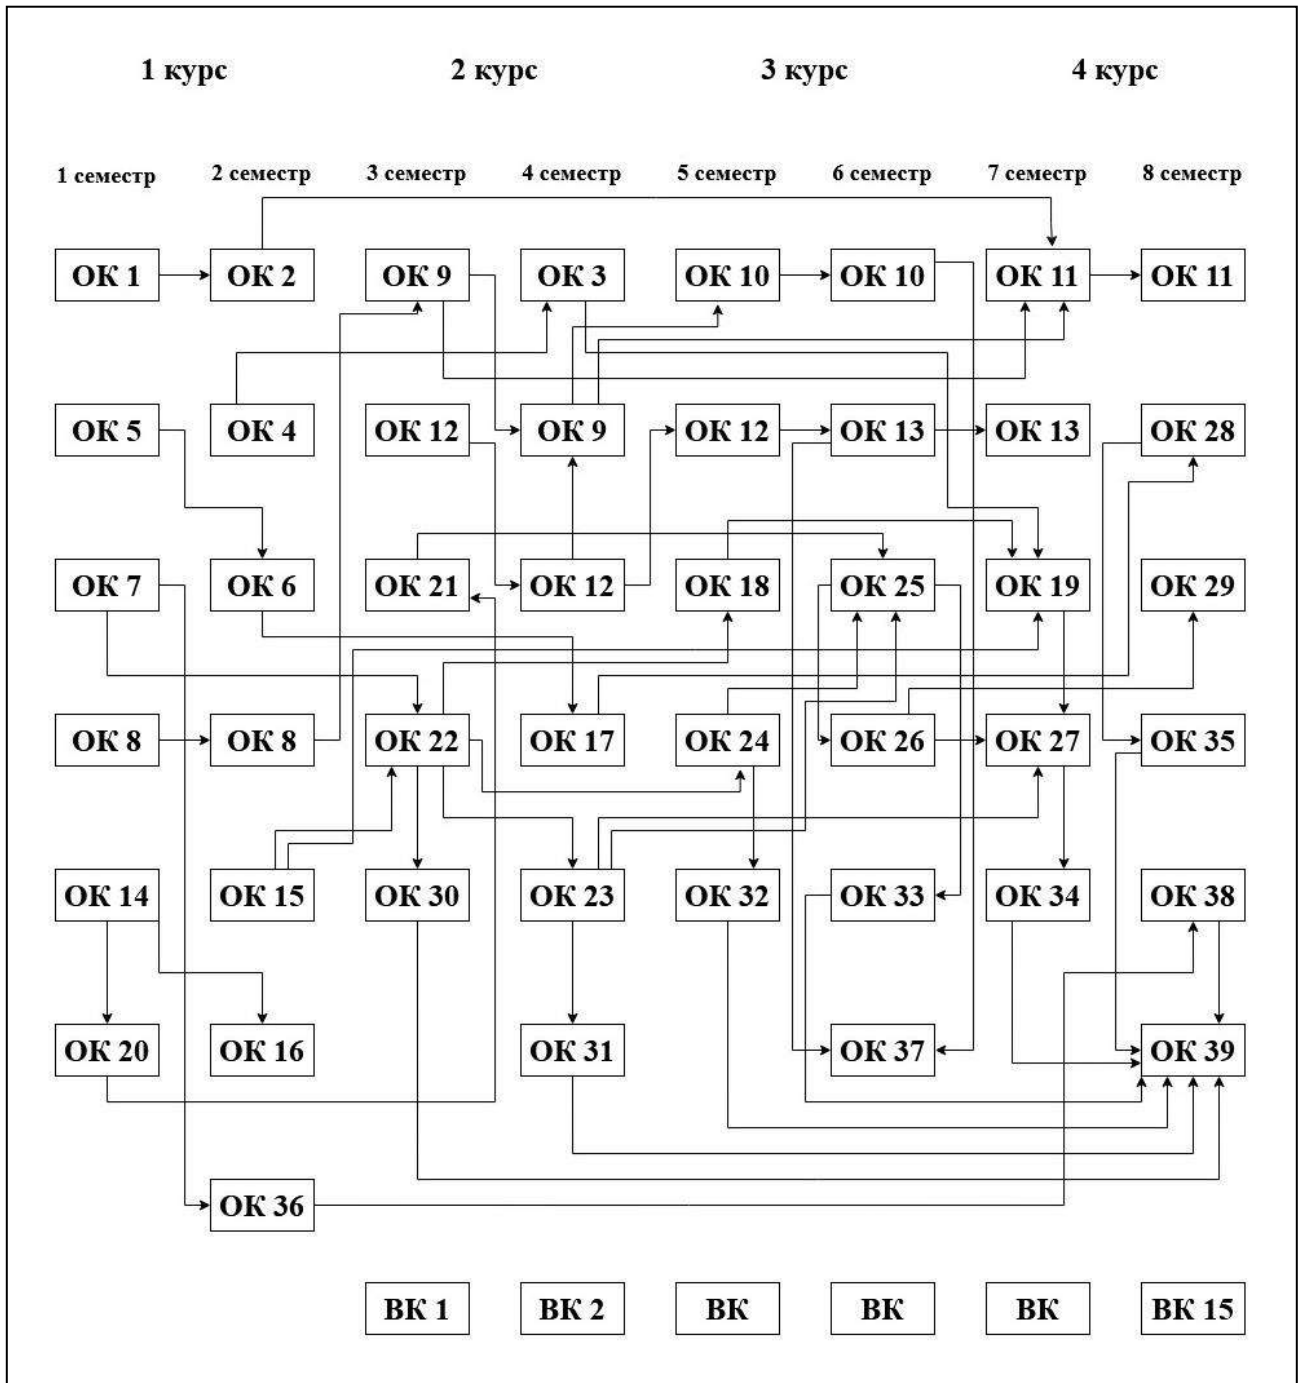 1 курс 2 курс 3 курс 4 курс
1 семестр 2 семестр 3 семестр 4 семестр 5 семестр 6 семестр 7 семестр 8 семестр
ОК 1 ОК 2 ОК 9 ОК 3 ОК 10 ОК 10 ОК 11 ОК 11
ОК 5 ОК 4 ОК 12 ОК 9 ОК 12 ОК 13 ОК 13 ОК 28
ОК 7 ОК 6 ОК 21 ОК 12 ОК 18 ОК 25 ОК 19 ОК 29
ОК 8 ОК 8 ОК 22 ОК 17 ОК 24 ОК 26 ОК 27 ОК 35
ОК 14 ОК 15 ОК 30 ОК 23 ОК 32 ОК 33 ОК 34 ОК 38
ОК 20 ОК 16 ОК 31 ОК 37 ОК 39
ОК 36
ВК 1 ВК 2 ВК ВК ВК ВК 15